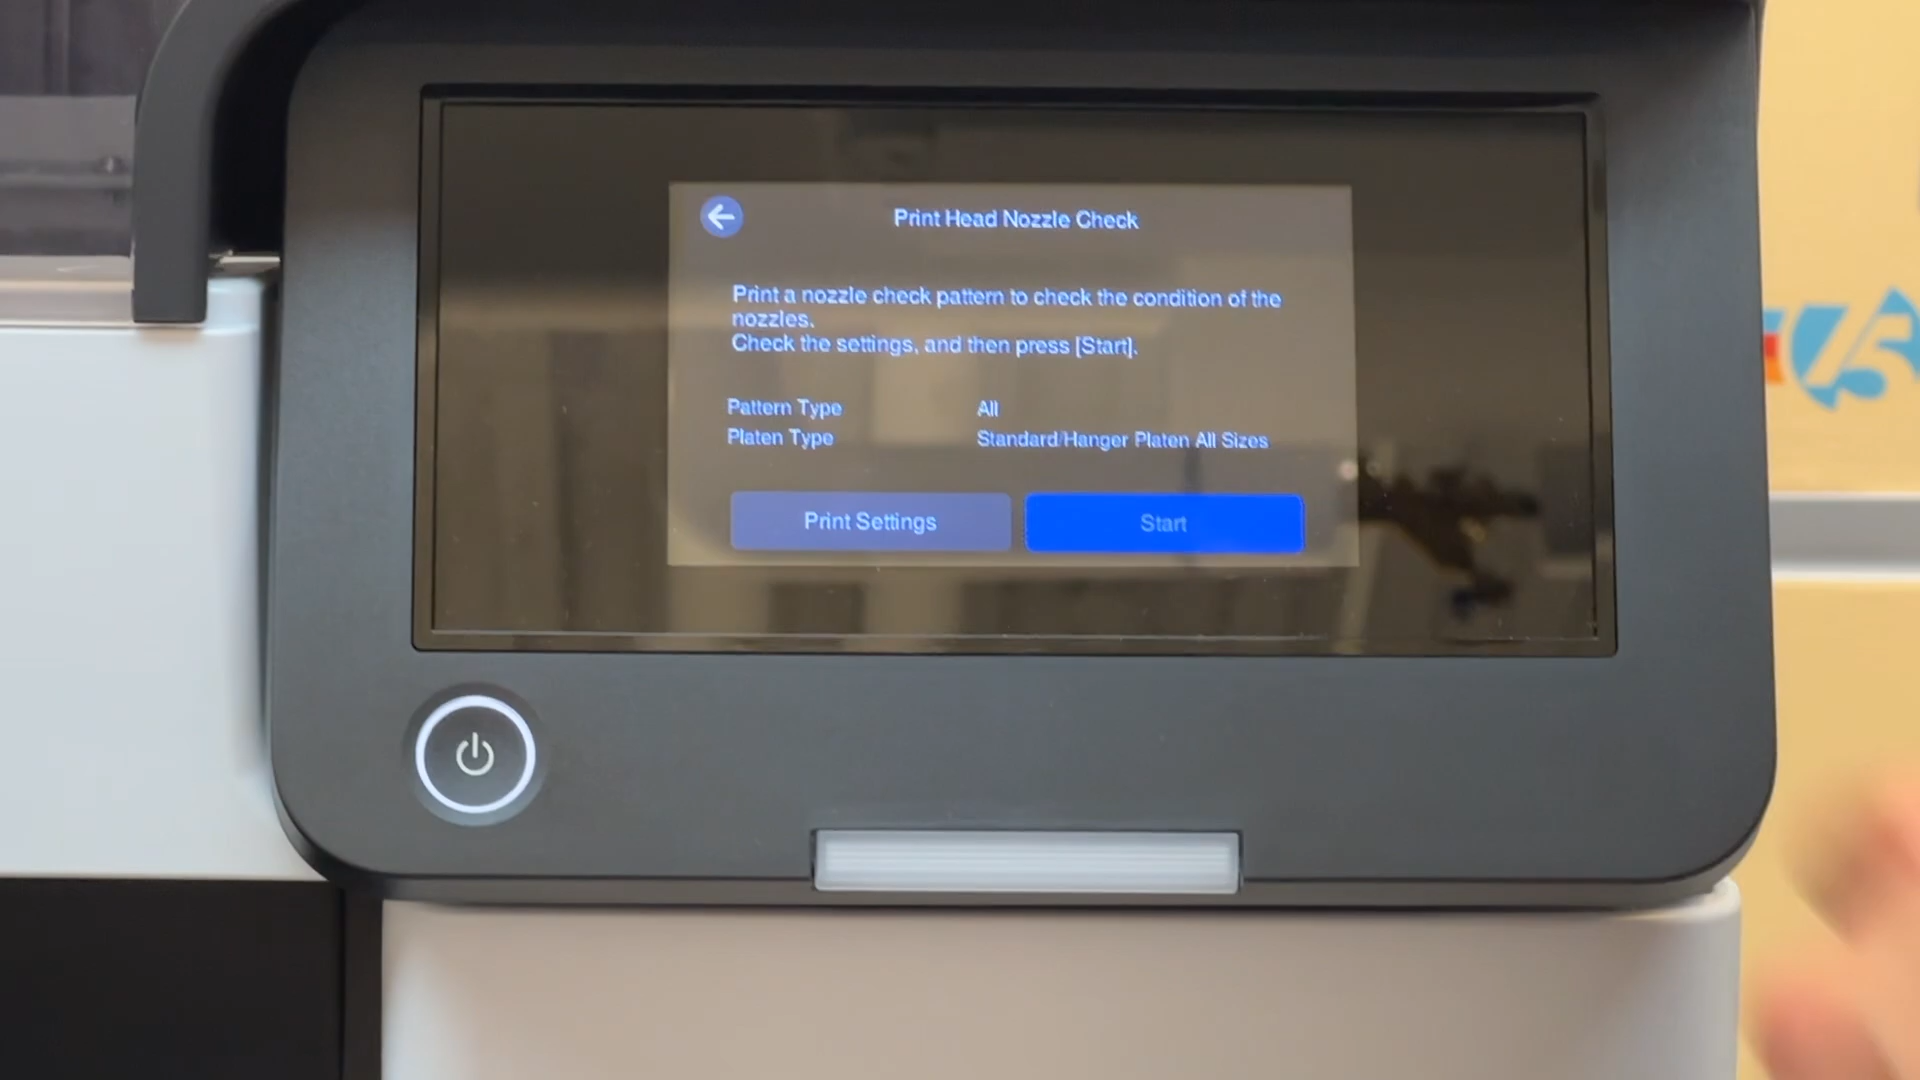 Print Head Nozzle Check
Print a nozzle check pattern to check the condition of the
nozzles.
Check the settings, and then press [Start].
Pattern Type All
Platen Type Standard/Hanger Platen All Sizes
Print Settings
Start
15